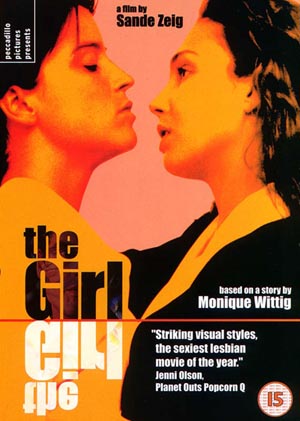 peccadillo
pictures
presents
a film by
Sande Zeig
the
Girl
Girl
the
based on a story by
Monique Wittig
"Striking visual styles,
the sexiest lesbian
movie of the year."
Jenni Olson,
Planet Outs Popcorn Q
15